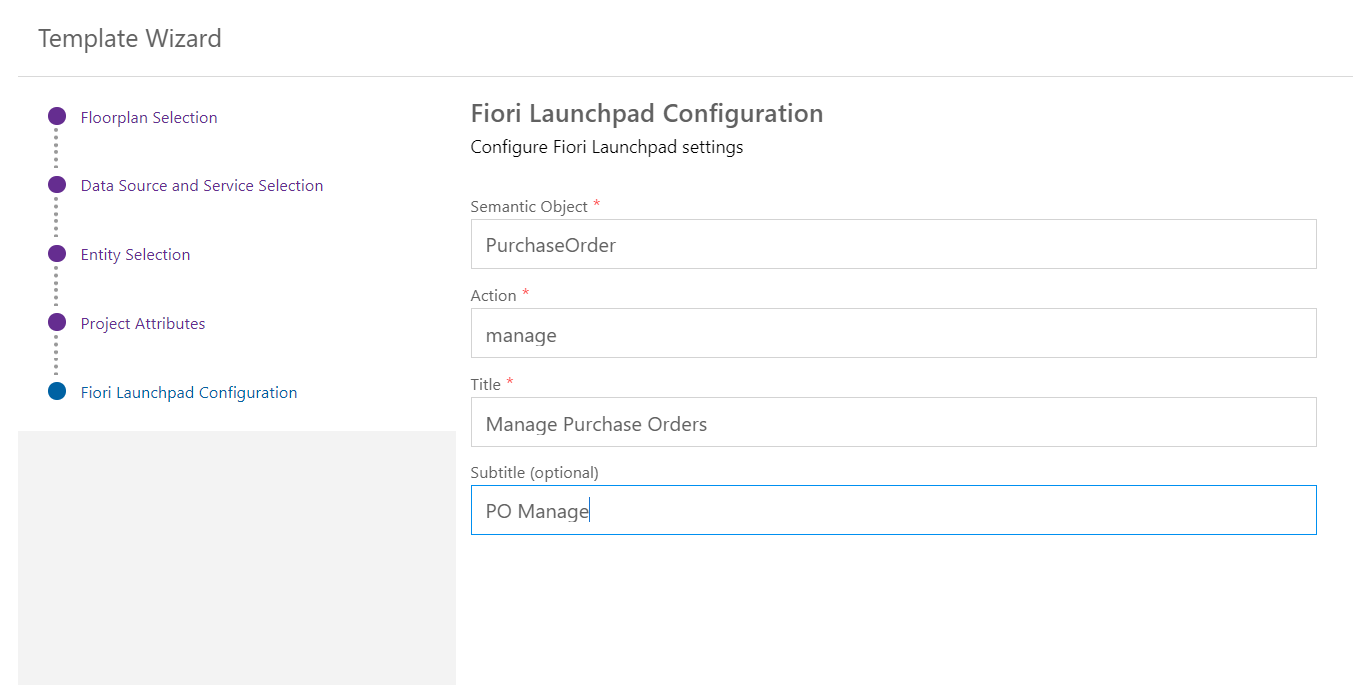 Template Wizard
Floorplan Selection
Data Source and Service Selection
Entity Selection
Project Attributes
Fiori Launchpad Configuration
Fiori Launchpad Configuration
Configure Fiori Launchpad settings
Semantic Object *
PurchaseOrder
Action *
manage
Title *
Manage Purchase Orders
Subtitle (optional)
PO Manage